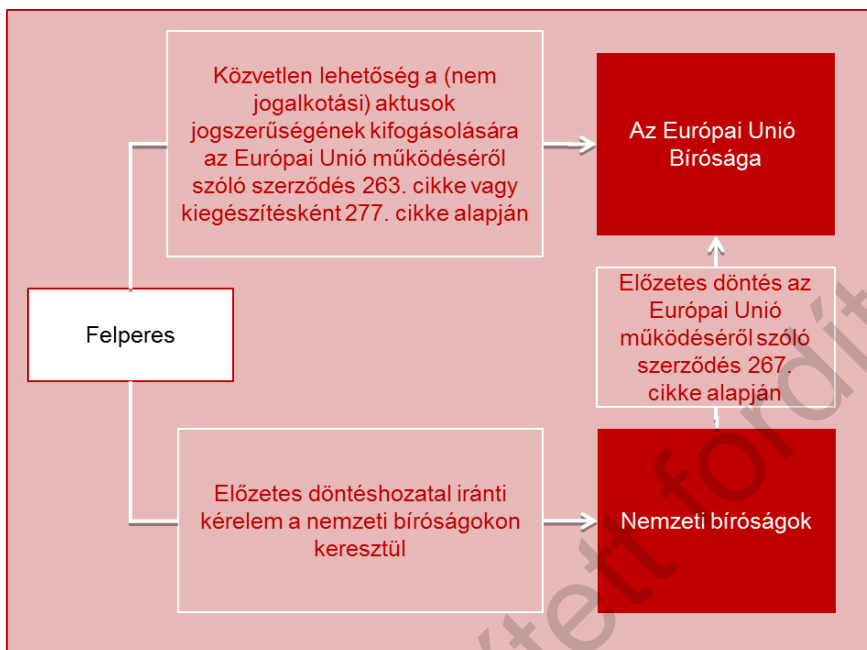 Közvetlen lehetőség a (nem
jogalkotási) aktusok
jogszerűségének kifogásolására
az Európai Unió működéséről
szóló szerződés 263. cikke vagy
kiegészítésként 277. cikke alapján
Az Európai Unió
Bírósága
Felperes
Előzetes döntés az
Európai Unió
működéséről szóló
szerződés 267.
cikke alapján
Előzetes döntéshozatal iránti
kérelem a nemzeti bíróságokon
keresztül
Nemzeti bíróságok